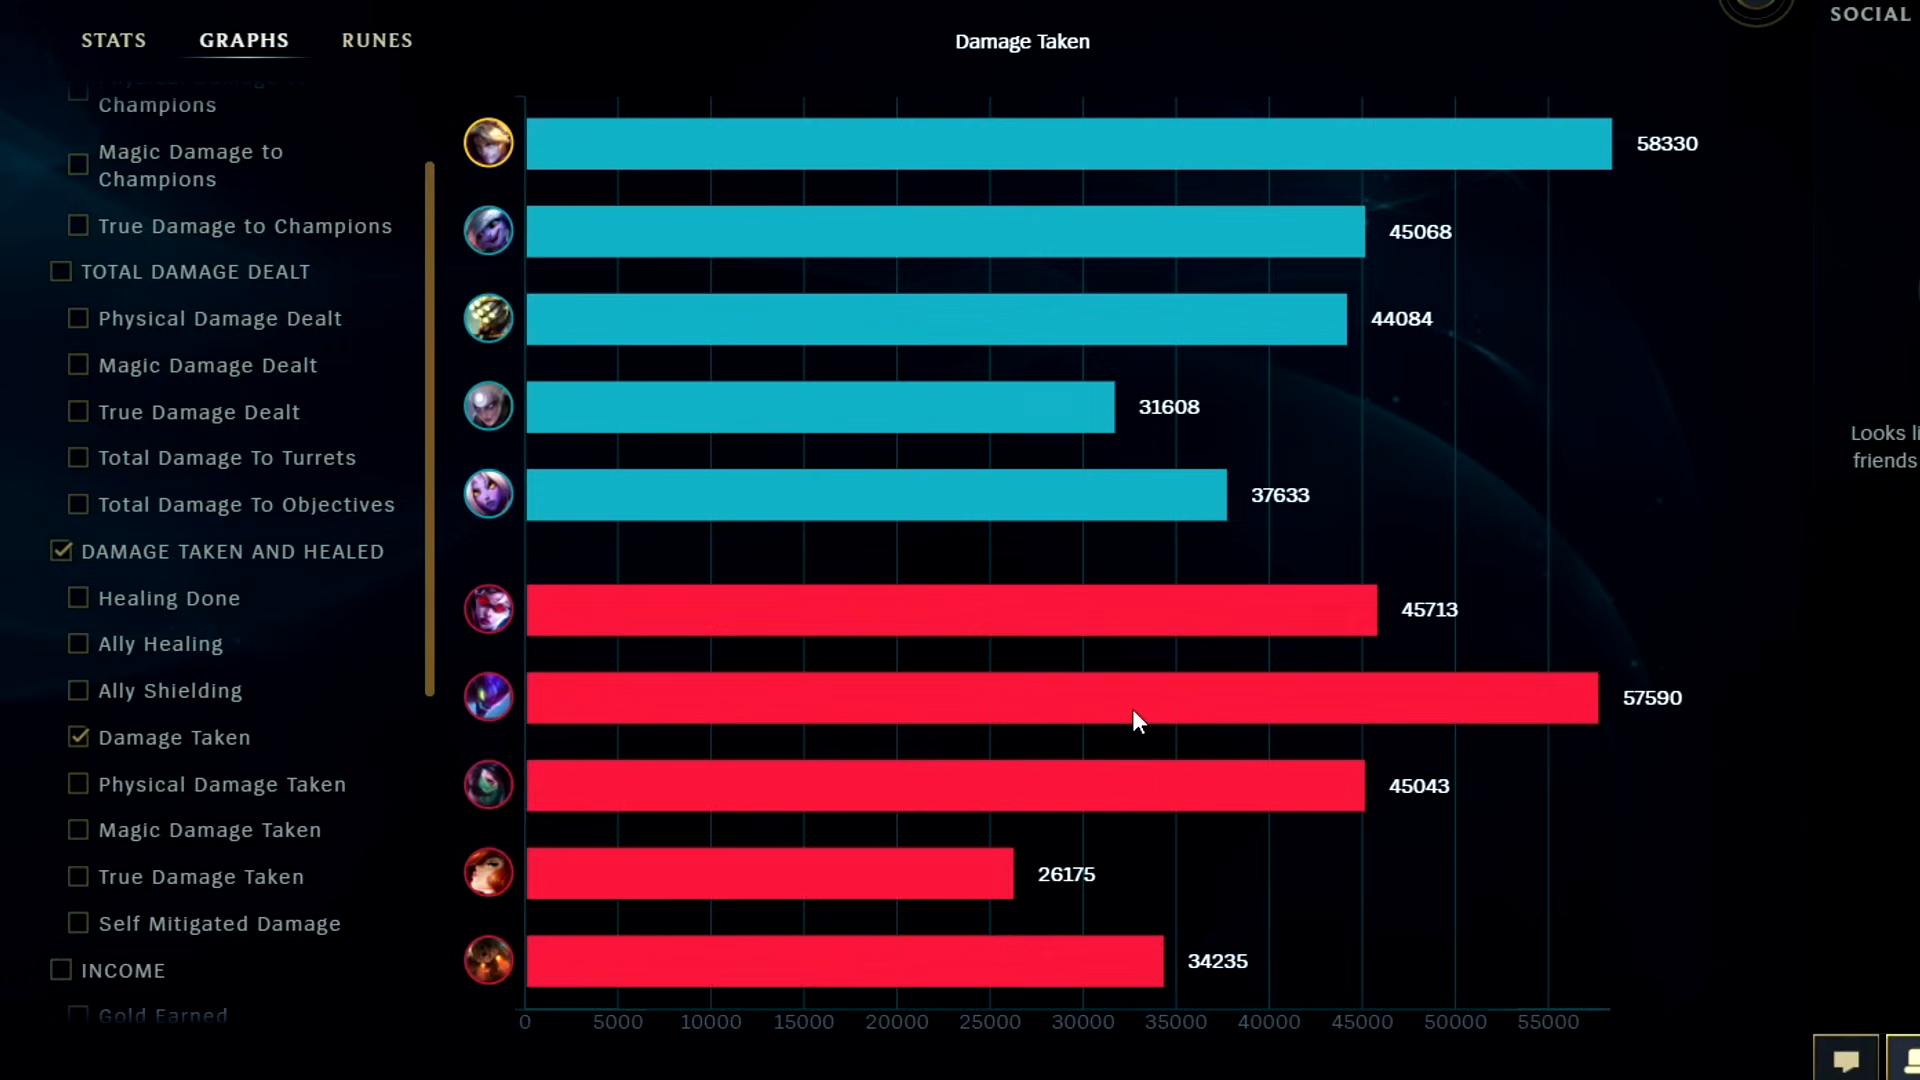 STATS GRAPHS RUNES
Damage Taken
SOCIAL
Champions
Magic Damage to
Champions
True Damage to Champions
TOTAL DAMAGE DEALT
Physical Damage Dealt
Magic Damage Dealt
True Damage Dealt
Total Damage To Turrets
Total Damage To Objectives
DAMAGE TAKEN AND HEALED
Healing Done
Ally Healing
Ally Shielding
Damage Taken
Physical Damage Taken
Magic Damage Taken
True Damage Taken
Self Mitigated Damage
INCOME
Gold Earned
58330
45068
44084
31608
37633
45713
57590
45043
26175
34235
0 5000 10000 15000 20000 25000 30000 35000 40000 45000 50000 55000
Looks li
friends